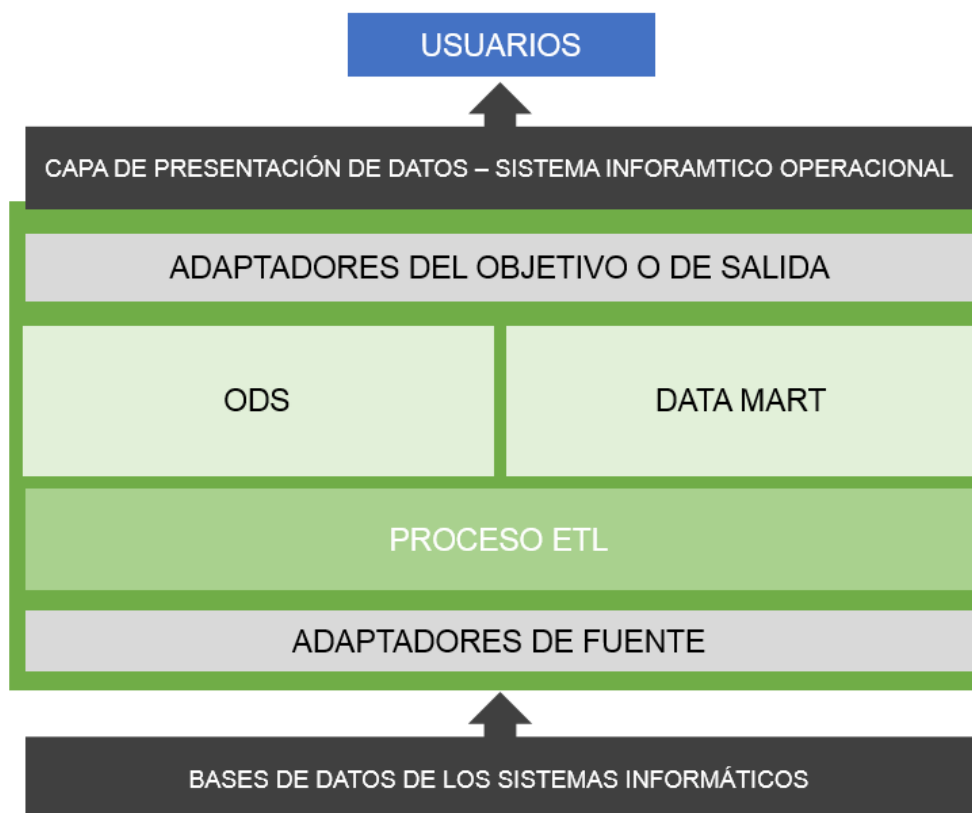 USUARIOS
CAPA DE PRESENTACIÓN DE DATOS – SISTEMA INFORAMTICO OPERACIONAL
ADAPTADORES DEL OBJETIVO O DE SALIDA
ODS
DATA MART
PROCESO ETL
ADAPTADORES DE FUENTE
BASES DE DATOS DE LOS SISTEMAS INFORMÁTICOS